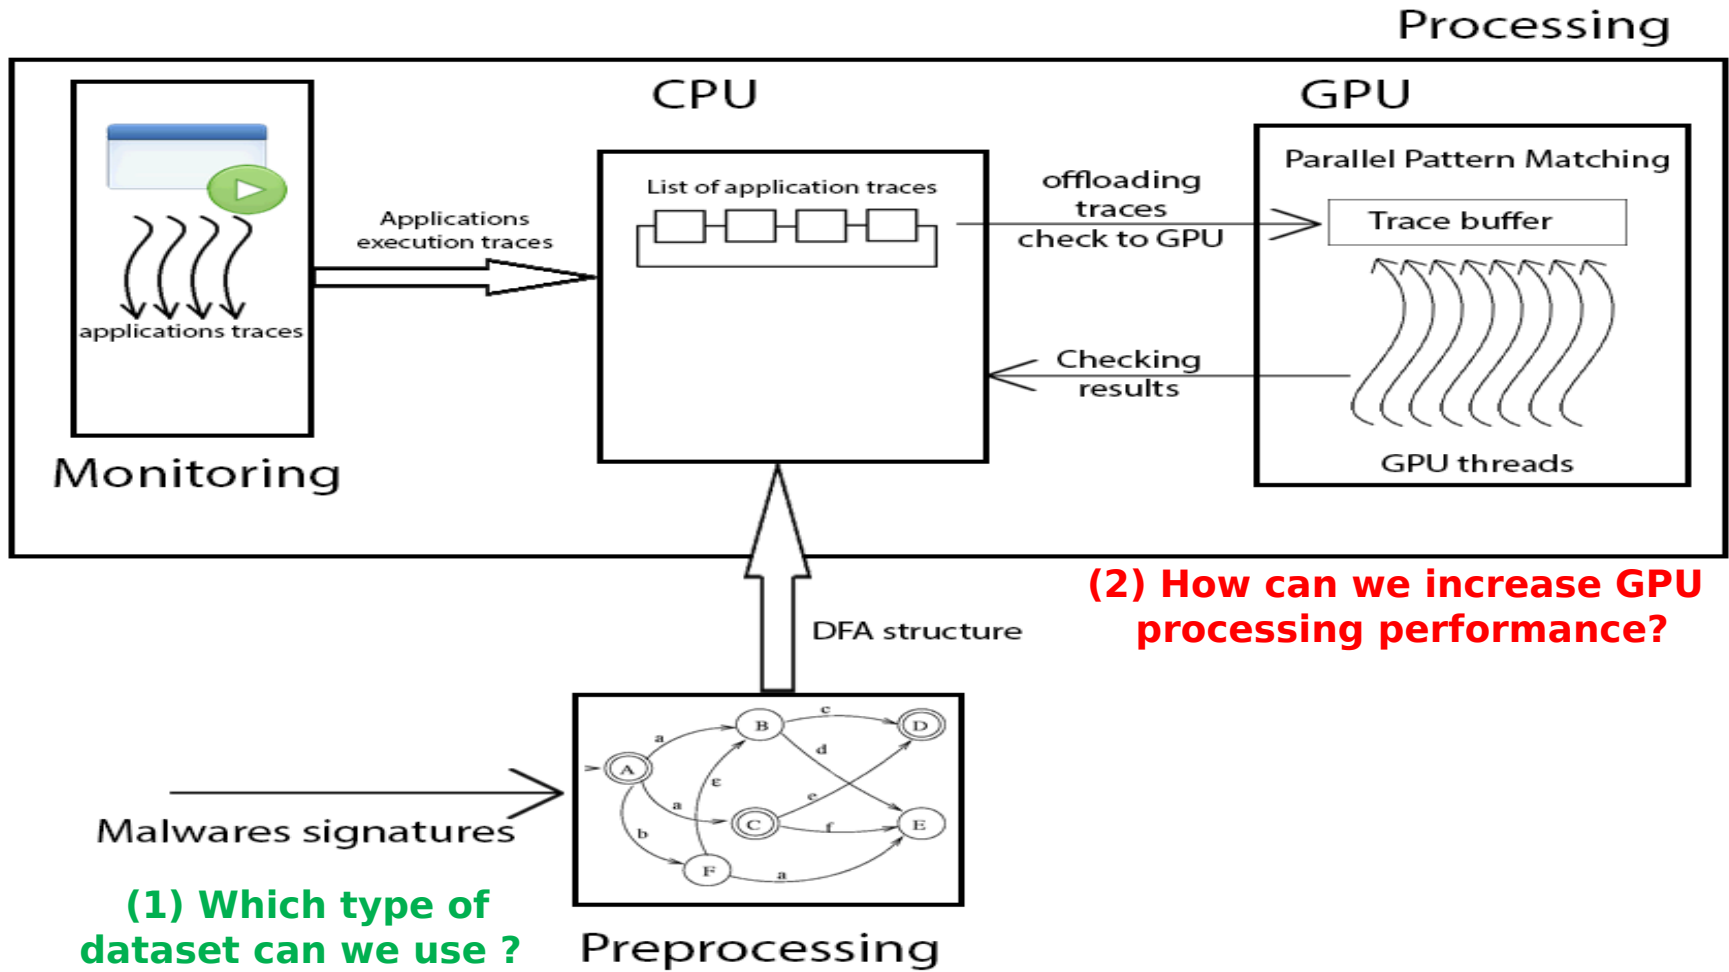 Processing
CPU
GPU
Parallel Pattern Matching
List of application traces
offloading
traces
check to GPU
Trace buffer
Applications
execution traces
applications traces
Checking
results
GPU threads
Monitoring
(2) How can we increase GPU
processing performance?
DFA structure
B
c
D
a
d
A
ε
e
a
C
f
E
b
F
a
Malwares signatures
(1) Which type of
dataset can we use ?
Preprocessing